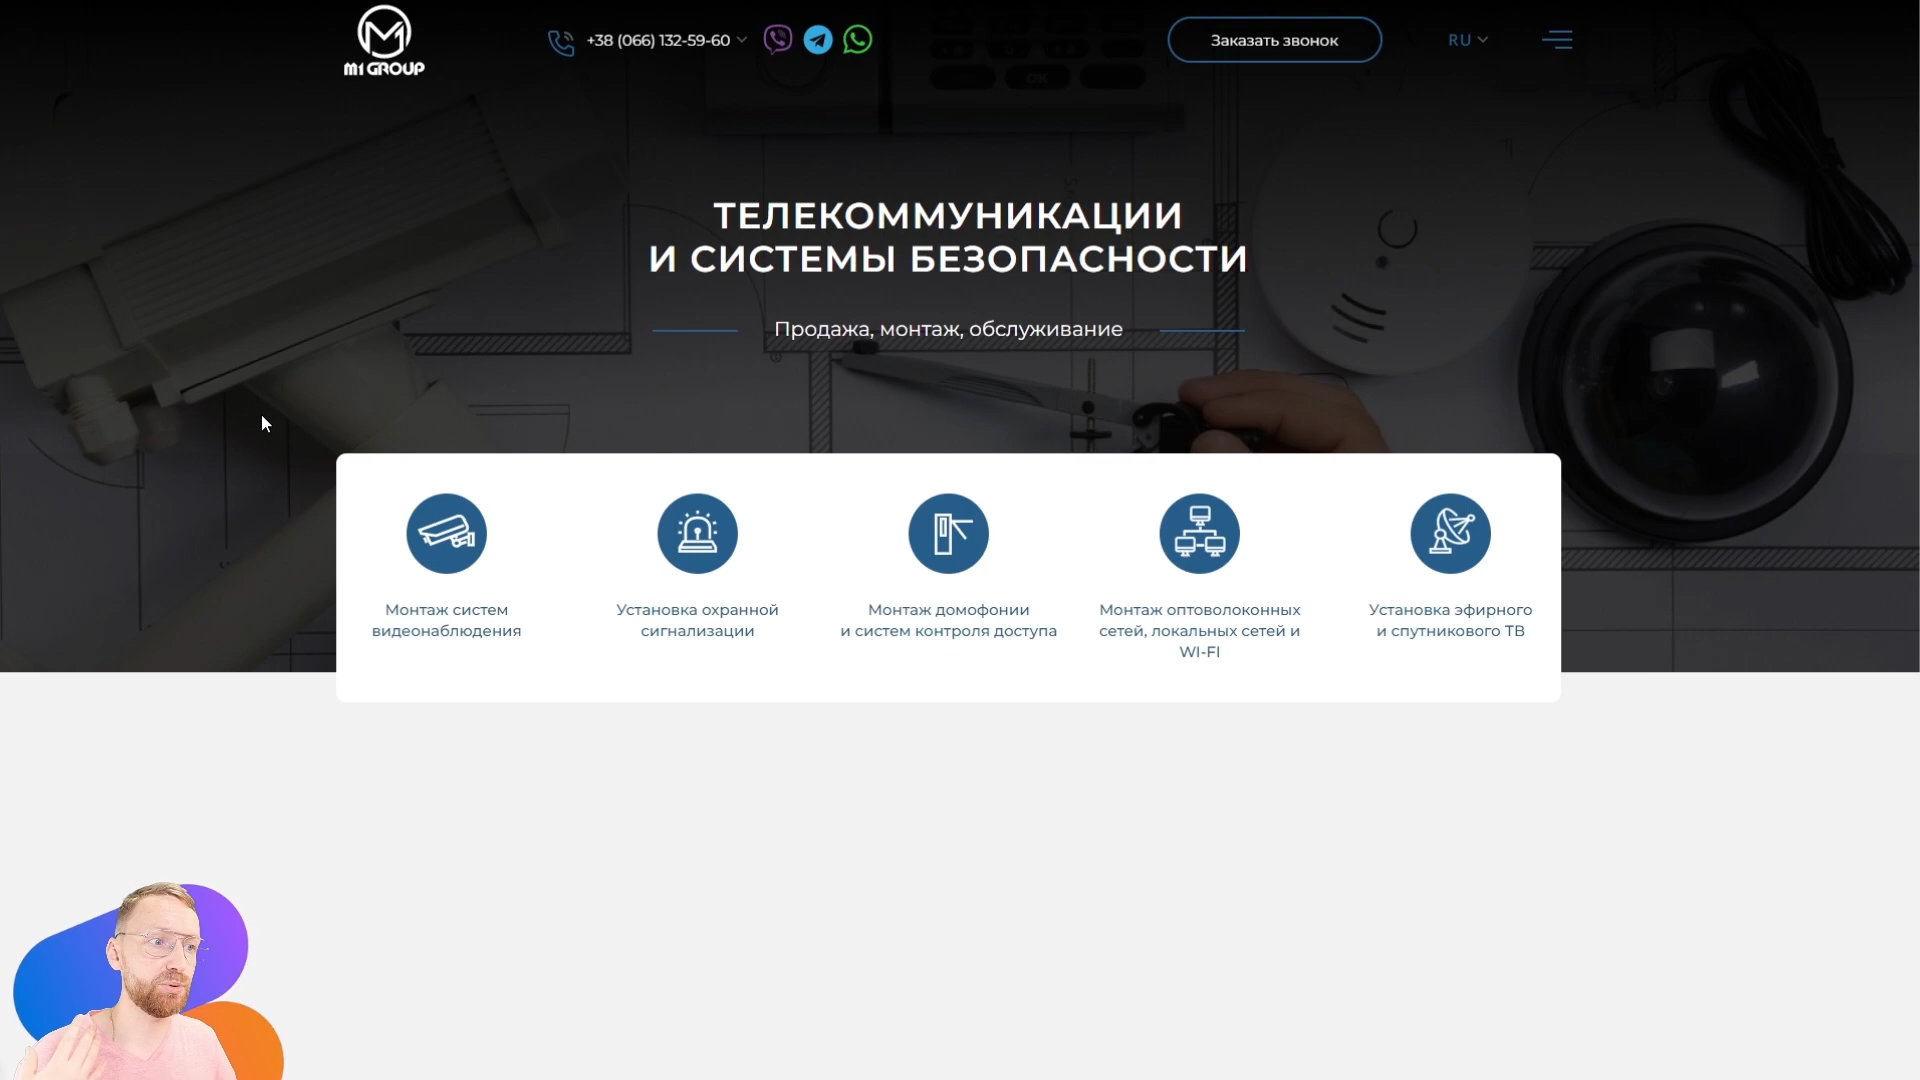 M1 GROUP
+38 (066) 132-59-60
Заказать звонок
RU
ТЕЛЕКОММУНИКАЦИИ
И СИСТЕМЫ БЕЗОПАСНОСТИ
Продажа, монтаж, обслуживание
Монтаж систем
видеонаблюдения
Установка охранной
сигнализации
Монтаж домофонии
и систем контроля доступа
Монтаж оптоволоконных
сетей, локальных сетей и
WI-FI
Установка эфирного
и спутникового ТВ